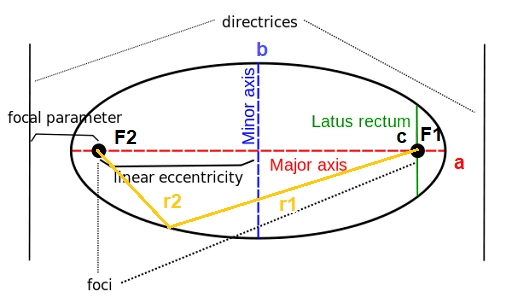 directrices
b
Minor axis
focal parameter
Latus rectum
F2
c
F1
Major axis
a
linear eccentricity
r2
r1
foci